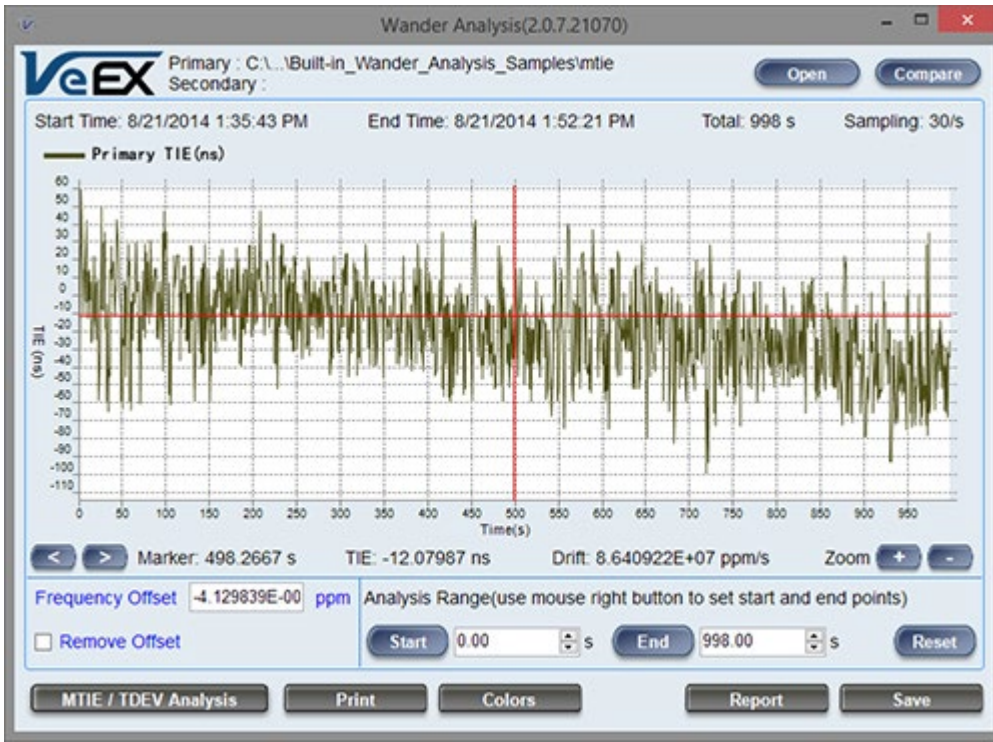 Wander Analysis(2.0.7.21070)
VeEX
Primary : C:\...\Built-in_Wander_Analysis_Samples\mtie
Secondary :
Open
Compare
Start Time: 8/21/2014 1:35:43 PM End Time: 8/21/2014 1:52:21 PM Total: 998 s Sampling: 30/s
Primary TIE(ns)
60
50
40
30
20
10
0
-10
-20
-30
-40
-50
-60
-70
-80
-90
-100
-110
TIE (ns)
0 50 100 150 200 250 300 350 400 450 500 550 600 650 700 750 800 850 900 950
Time(s)
< > Marker: 498.2667 s TIE: -12.07987 ns Drift: 8.640922E+07 ppm/s Zoom + -
Frequency Offset -4.129839E-00 ppm
Analysis Range(use mouse right button to set start and end points)
Remove Offset
Start 0.00 s End 998.00 s Reset
MTIE / TDEV Analysis Print Colors Report Save